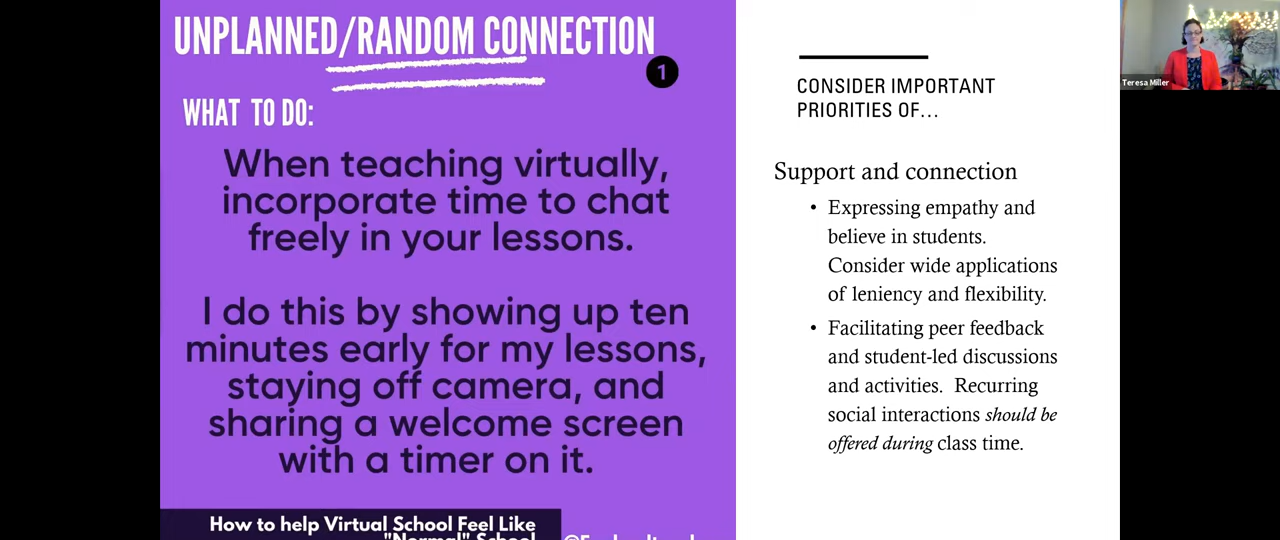 UNPLANNED/RANDOM CONNECTION
1
WHAT TO DO:
When teaching virtually,
incorporate time to chat
freely in your lessons.
I do this by showing up ten
minutes early for my lessons,
staying off camera, and
sharing a welcome screen
with a timer on it.
How to help Virtual School Feel Like
"Normal" School
CONSIDER IMPORTANT
PRIORITIES OF...
Support and connection
• Expressing empathy and
believe in students.
Consider wide applications
of leniency and flexibility.
• Facilitating peer feedback
and student-led discussions
and activities. Recurring
social interactions should be
offered during class time.
Teresa Miller